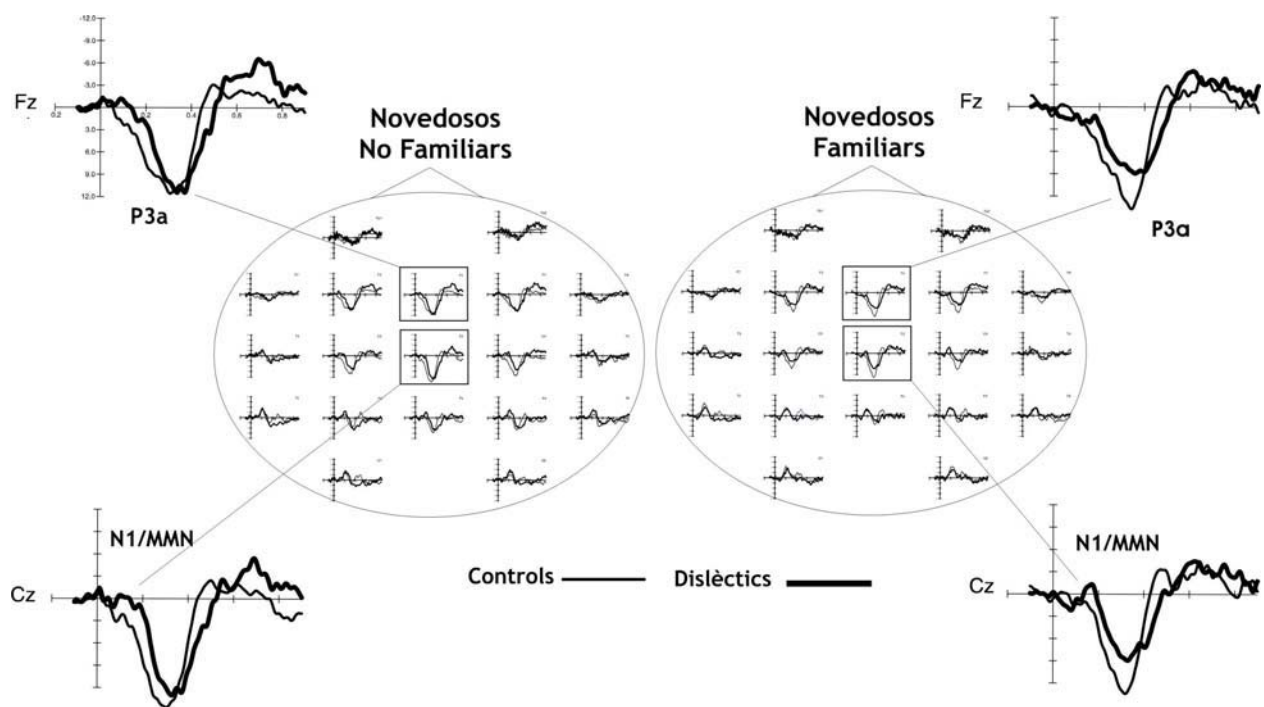 -12.0
-9.0
-6.0
-3.0
Fz
0.2
0.2
0.4
0.6
0.8
3.0
6.0
9.0
12.0
P3a
Novedosos
No Familiars
Novedosos
Familiars
Fz
P3a
N1/MMN
Cz
Controls
Dislèctics
N1/MMN
Cz